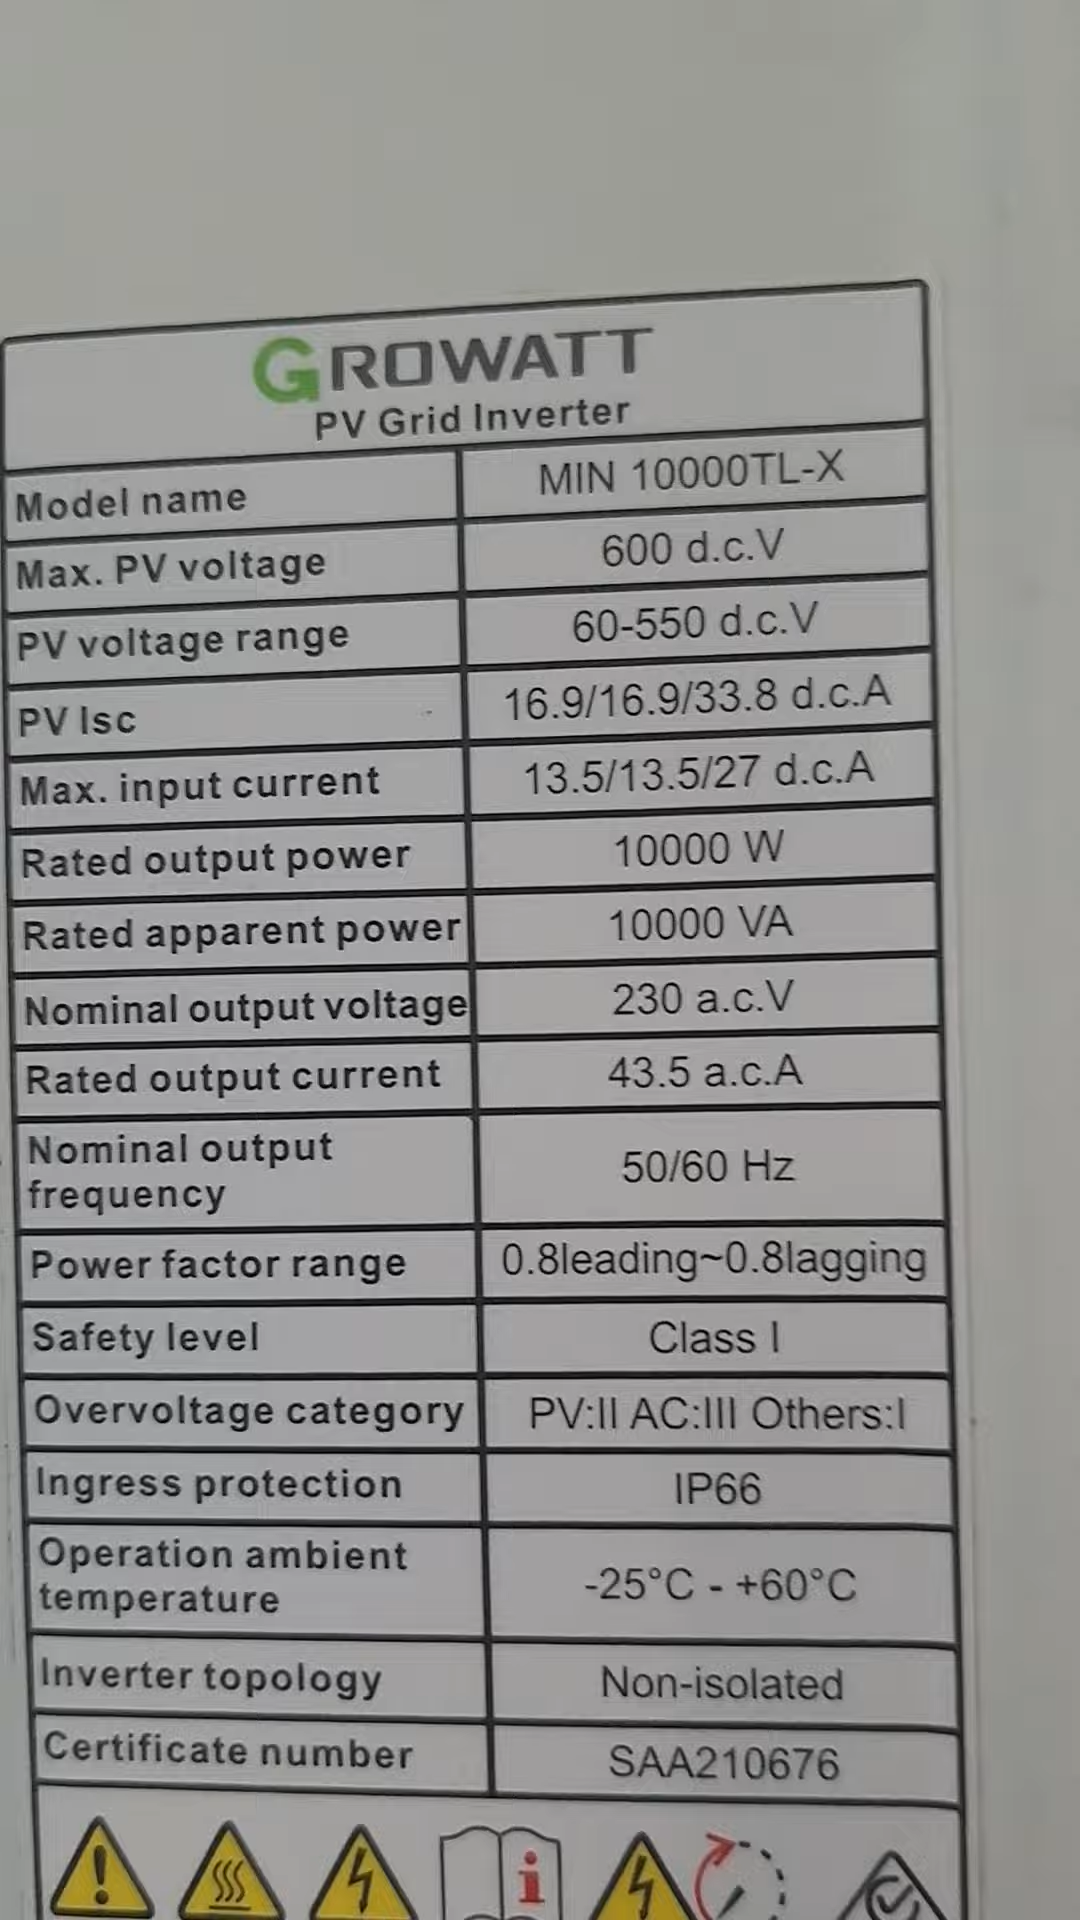 GROWATT
PV Grid Inverter
Model name MIN 10000TL-X
Max. PV voltage 600 d.c.V
PV voltage range 60-550 d.c.V
PV Isc 16.9/16.9/33.8 d.c.A
Max. input current 13.5/13.5/27 d.c.A
Rated output power 10000 W
Rated apparent power 10000 VA
Nominal output voltage 230 a.c.V
Rated output current 43.5 a.c.A
Nominal output
frequency 50/60 Hz
Power factor range 0.8leading~0.8lagging
Safety level Class I
Overvoltage category PV:II AC:III Others:I
Ingress protection IP66
Operation ambient
temperature -25°C - +60°C
Inverter topology Non-isolated
Certificate number SAA210676